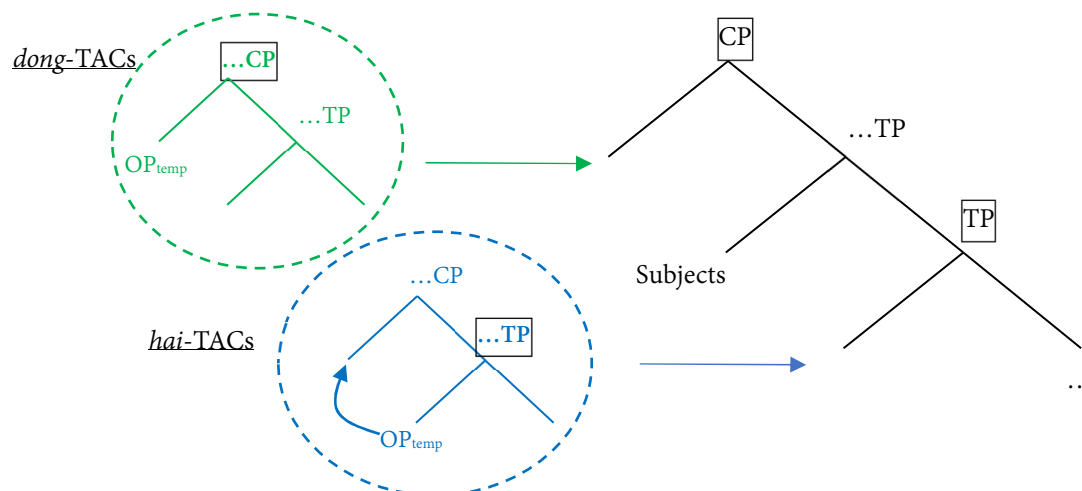 dong-TACs
…CP
…TP
OPtemp
CP
…TP
TP
Subjects
..
hai-TACs
…CP
…TP
OPtemp